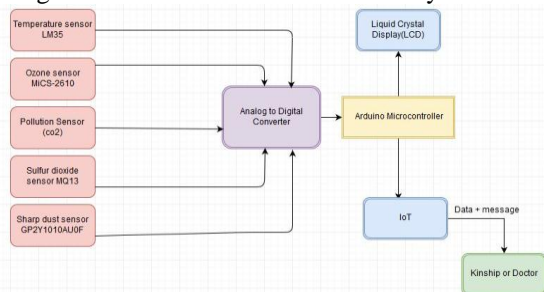 Temperature sensor
LM35
Ozone sensor
MiCS-2610
Pollution Sensor
(co2)
Sulfur dioxide
sensor MQ13
Sharp dust sensor
GP2Y1010AU0F
Analog to Digital
Converter
Arduino Microcontroller
Liquid Crystal
Display(LCD)
IoT
Data + message
Kinship or Doctor